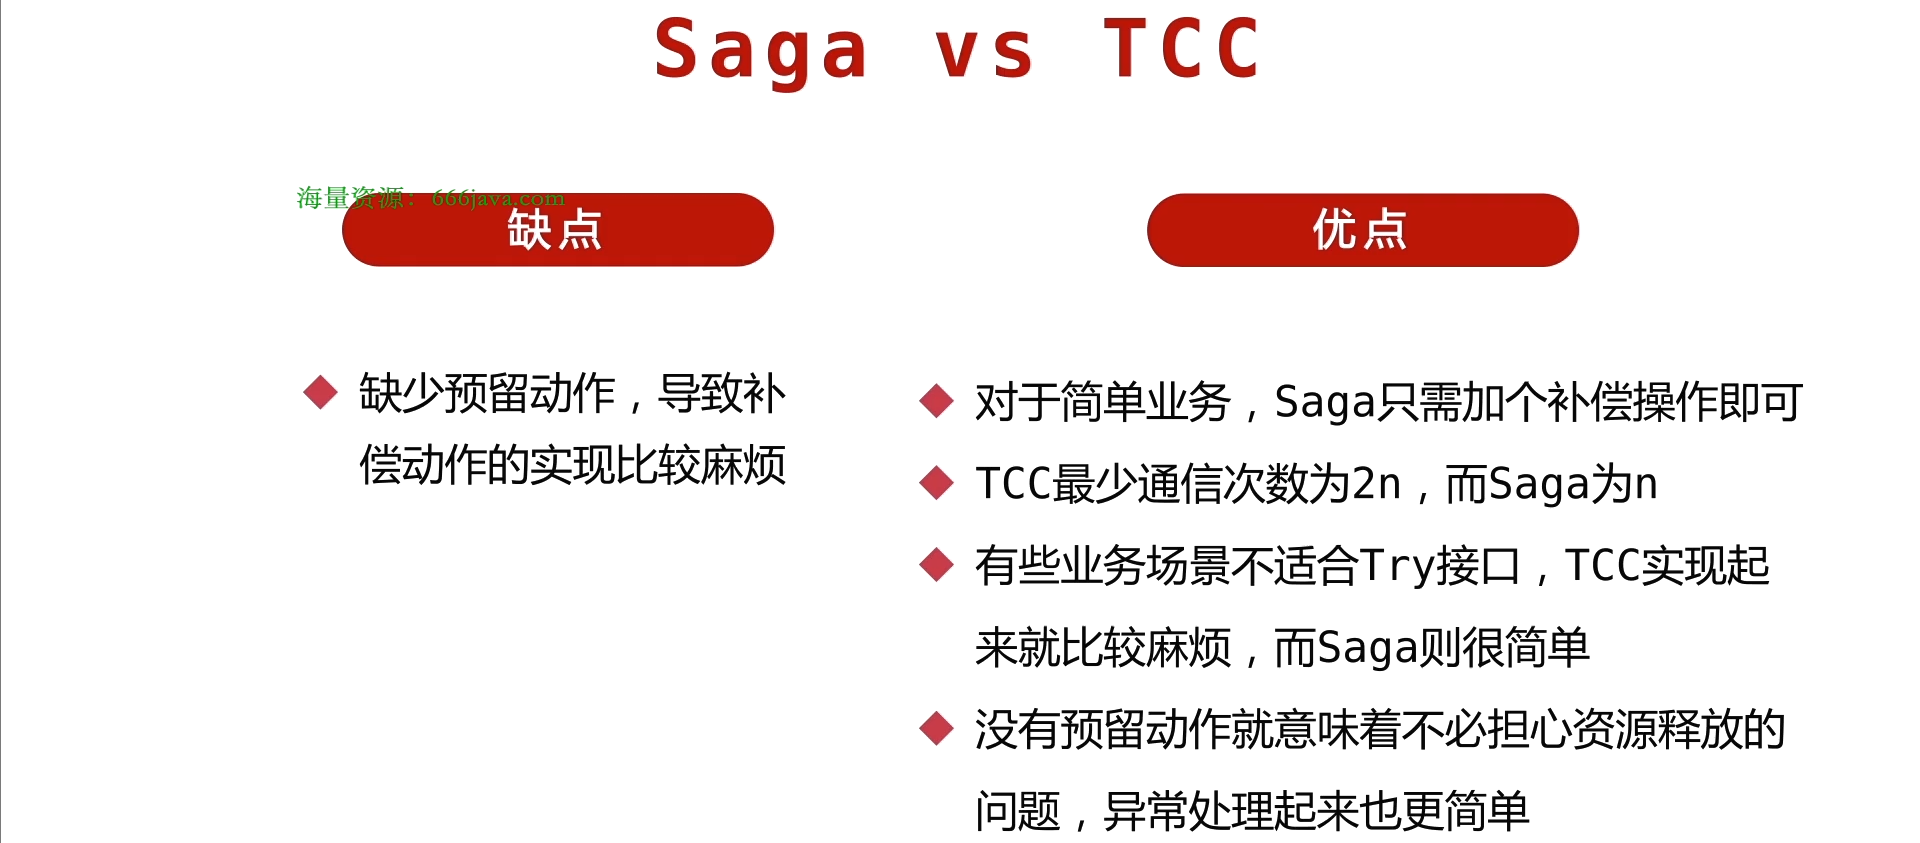 Saga vs TCC
海量资源：666java.com
缺点
缺少预留动作，导致补
偿动作的实现比较麻烦
优点
对于简单业务，Saga只需加个补偿操作即可
TCC最少通信次数为2n，而Saga为n
有些业务场景不适合Try接口，TCC实现起
来就比较麻烦，而Saga则很简单
没有预留动作就意味着不必担心资源释放的
问题，异常处理起来也更简单